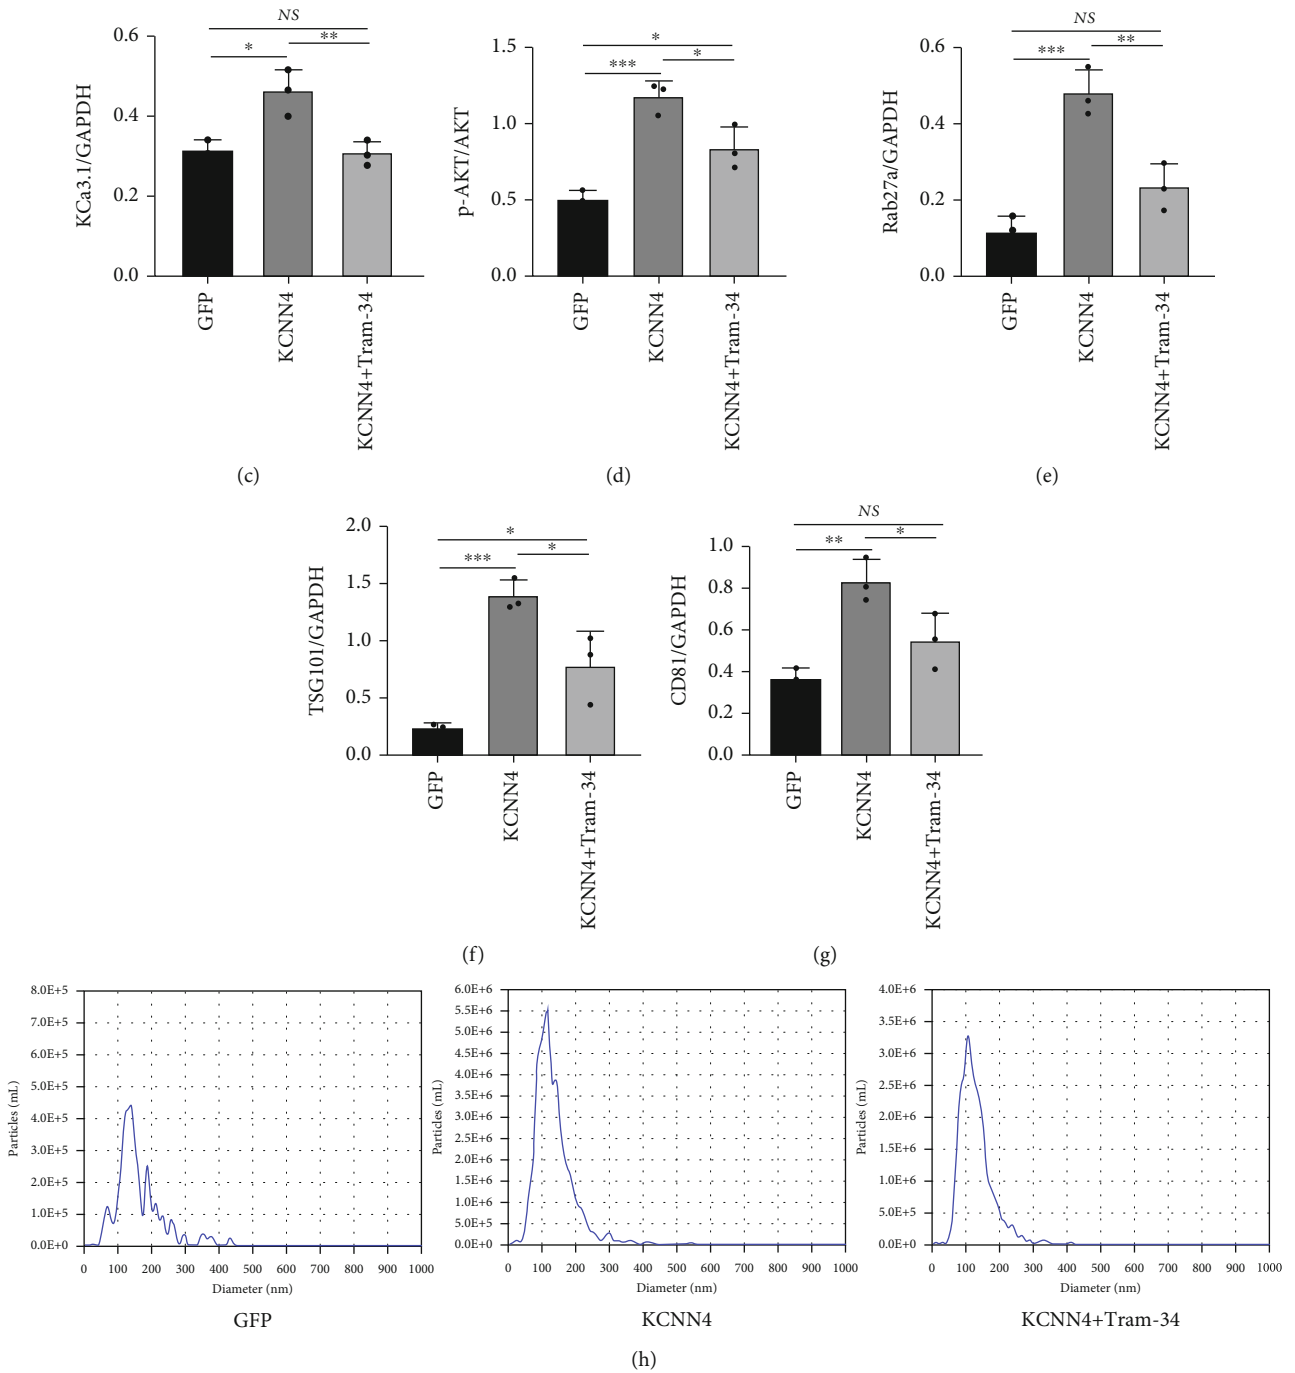 NS
*
**
KCa3.1/GAPDH
0.6
0.4
0.2
0.0
GFP
KCNN4
KCNN4+Tram-34
(c)
*
***
*
p-AKT/AKT
1.5
1.0
0.5
0.0
GFP
KCNN4
KCNN4+Tram-34
(d)
NS
***
**
Rab27a/GAPDH
0.6
0.4
0.2
0.0
GFP
KCNN4
KCNN4+Tram-34
(e)
*
***
*
TSG101/GAPDH
2.0
1.5
1.0
0.5
0.0
GFP
KCNN4
KCNN4+Tram-34
(f)
NS
**
*
CD81/GAPDH
1.0
0.8
0.6
0.4
0.2
0.0
GFP
KCNN4
KCNN4+Tram-34
(g)
Particles (mL)
8.0E+5
7.0E+5
6.0E+5
5.0E+5
4.0E+5
3.0E+5
2.0E+5
1.0E+5
0.0E+0
0 100 200 300 400 500 600 700 800 900 1000
Diameter (nm)
GFP
Particles (mL)
6.0E+6
5.5E+6
5.0E+6
4.5E+6
4.0E+6
3.5E+6
3.0E+6
2.5E+6
2.0E+6
1.5E+6
1.0E+6
5.0E+5
0.0E+0
0 100 200 300 400 500 600 700 800 900 1000
Diameter (nm)
KCNN4
Particles (mL)
4.0E+6
3.5E+6
3.0E+6
2.5E+6
2.0E+6
1.5E+6
1.0E+6
5.0E+5
0.0E+0
0 100 200 300 400 500 600 700 800 900 1000
Diameter (nm)
KCNN4+Tram-34
(h)